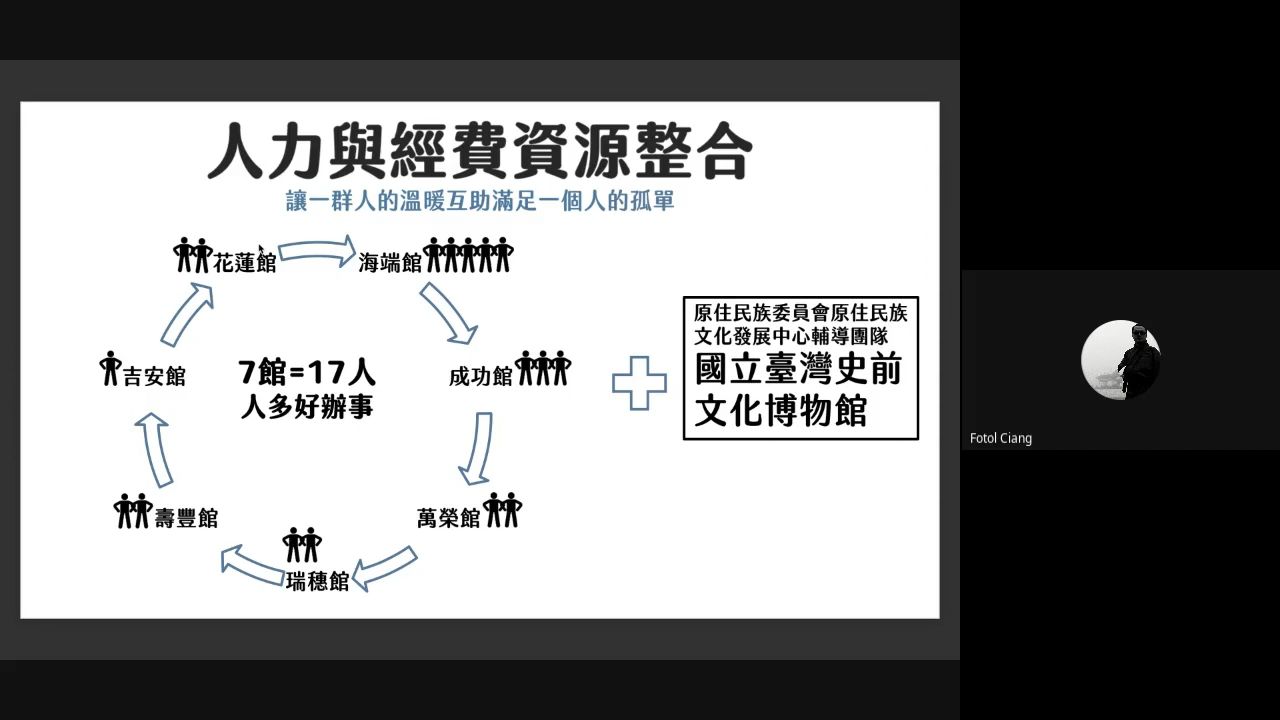 人力與經費資源整合
讓一群人的溫暖互助滿足一個人的孤單
花蓮館
海端館
吉安館
7館=17人
人多好辦事
成功館
壽豐館
萬榮館
瑞穗館
原住民族委員會原住民族
文化發展中心輔導團隊
國立臺灣史前
文化博物館
Fotol Ciang